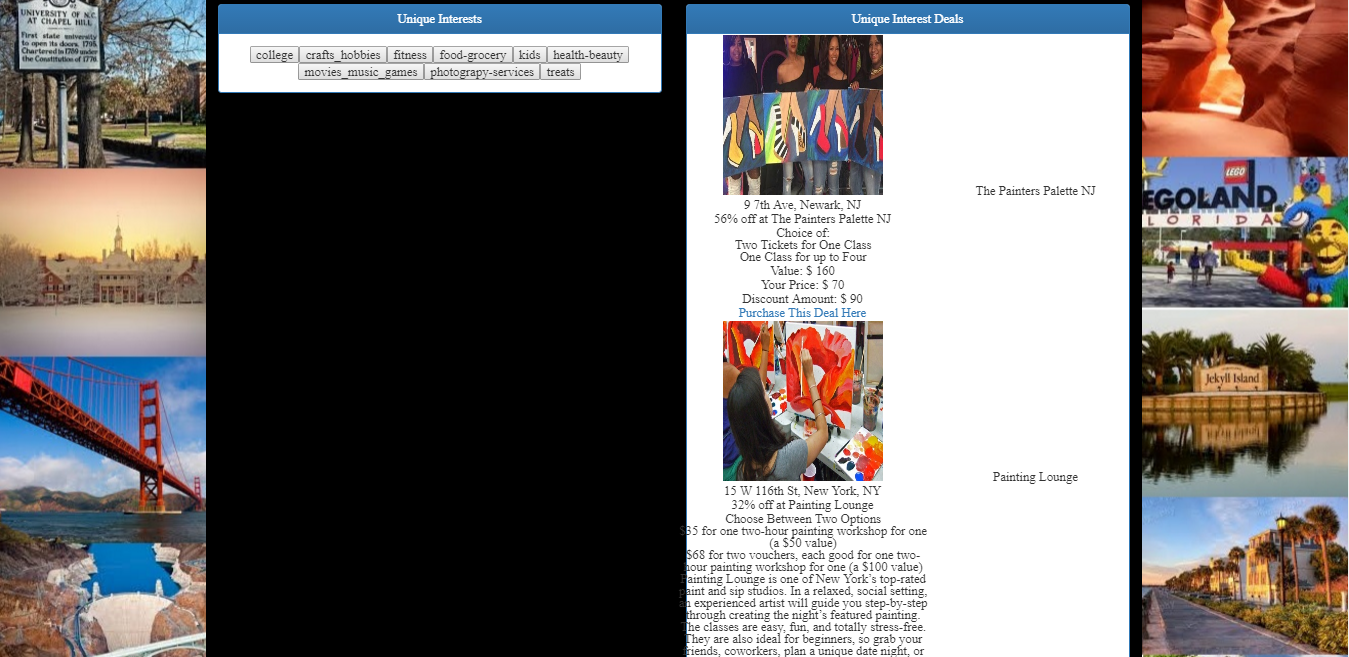 UNIVERSITY OF N.C.
AT CHAPEL HILL
First state university
to open its doors, 1795.
Chartered in 1789 under
the Constitution of 1776.
Unique Interests
college crafts_hobbies fitness food-grocery kids health-beauty
movies_music_games photograpy-services treats
Unique Interest Deals
The Painters Palette NJ
9 7th Ave, Newark, NJ
56% off at The Painters Palette NJ
Choice of:
Two Tickets for One Class
One Class for up to Four
Value: $ 160
Your Price: $ 70
Discount Amount: $ 90
Purchase This Deal Here
Painting Lounge
15 W 116th St, New York, NY
32% off at Painting Lounge
Choose Between Two Options
$35 for one two-hour painting workshop for one
(a $50 value)
$68 for two vouchers, each good for one two-
hour painting workshop for one (a $100 value)
Painting Lounge is one of New York’s top-rated
paint and sip studios. In a relaxed, social setting,
an experienced artist will guide you step-by-step
through creating the night’s featured painting.
The classes are easy, fun, and totally stress-free.
They are also ideal for beginners, so grab your
friends, coworkers, plan a unique date night, or
LEGO
EGOLAND
LORIDA
Jekyll Island